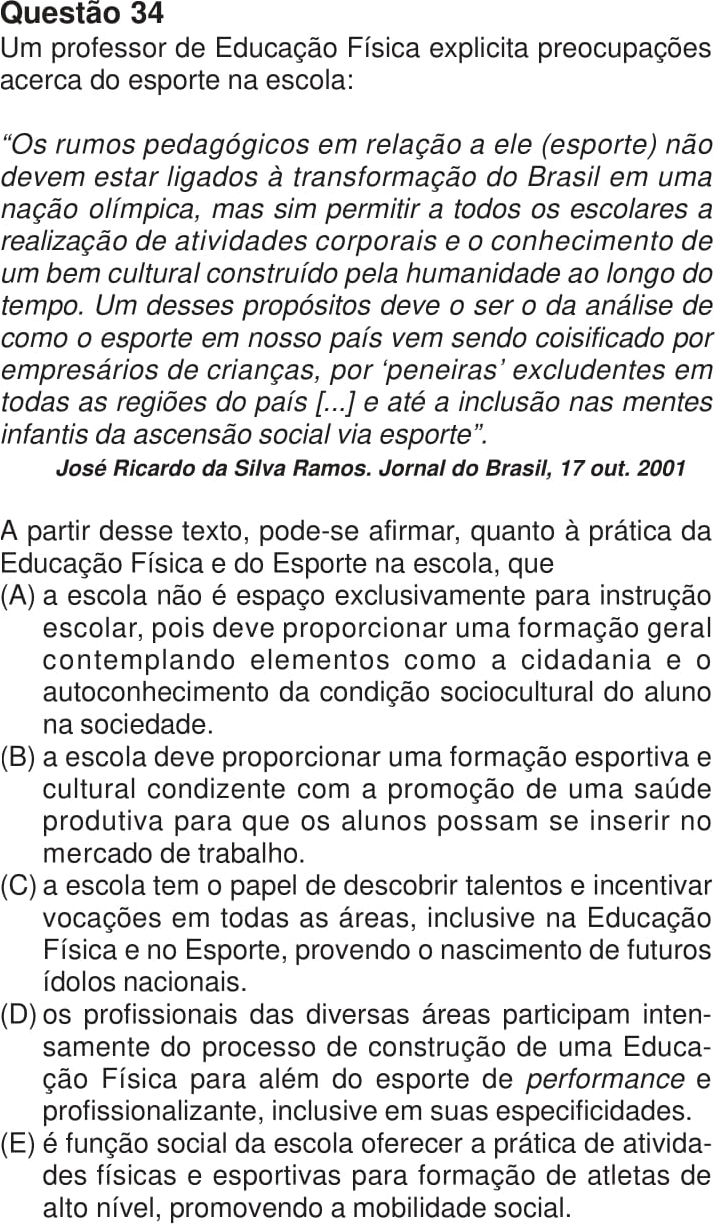 Questão 34
Um professor de Educação Física explicita preocupações
acerca do esporte na escola:
“Os rumos pedagógicos em relação a ele (esporte) não
devem estar ligados à transformação do Brasil em uma
nação olímpica, mas sim permitir a todos os escolares a
realização de atividades corporais e o conhecimento de
um bem cultural construído pela humanidade ao longo do
tempo. Um desses propósitos deve o ser o da análise de
como o esporte em nosso país vem sendo coisificado por
empresários de crianças, por ‘peneiras’ excludentes em
todas as regiões do país [...] e até a inclusão nas mentes
infantis da ascensão social via esporte”.
José Ricardo da Silva Ramos. Jornal do Brasil, 17 out. 2001
A partir desse texto, pode-se afirmar, quanto à prática da
Educação Física e do Esporte na escola, que
(A) a escola não é espaço exclusivamente para instrução
escolar, pois deve proporcionar uma formação geral
contemplando elementos como a cidadania e o
autoconhecimento da condição sociocultural do aluno
na sociedade.
(B) a escola deve proporcionar uma formação esportiva e
cultural condizente com a promoção de uma saúde
produtiva para que os alunos possam se inserir no
mercado de trabalho.
(C) a escola tem o papel de descobrir talentos e incentivar
vocações em todas as áreas, inclusive na Educação
Física e no Esporte, provendo o nascimento de futuros
ídolos nacionais.
(D) os profissionais das diversas áreas participam inten-
samente do processo de construção de uma Educa-
ção Física para além do esporte de performance e
profissionalizante, inclusive em suas especificidades.
(E) é função social da escola oferecer a prática de ativida-
des físicas e esportivas para formação de atletas de
alto nível, promovendo a mobilidade social.